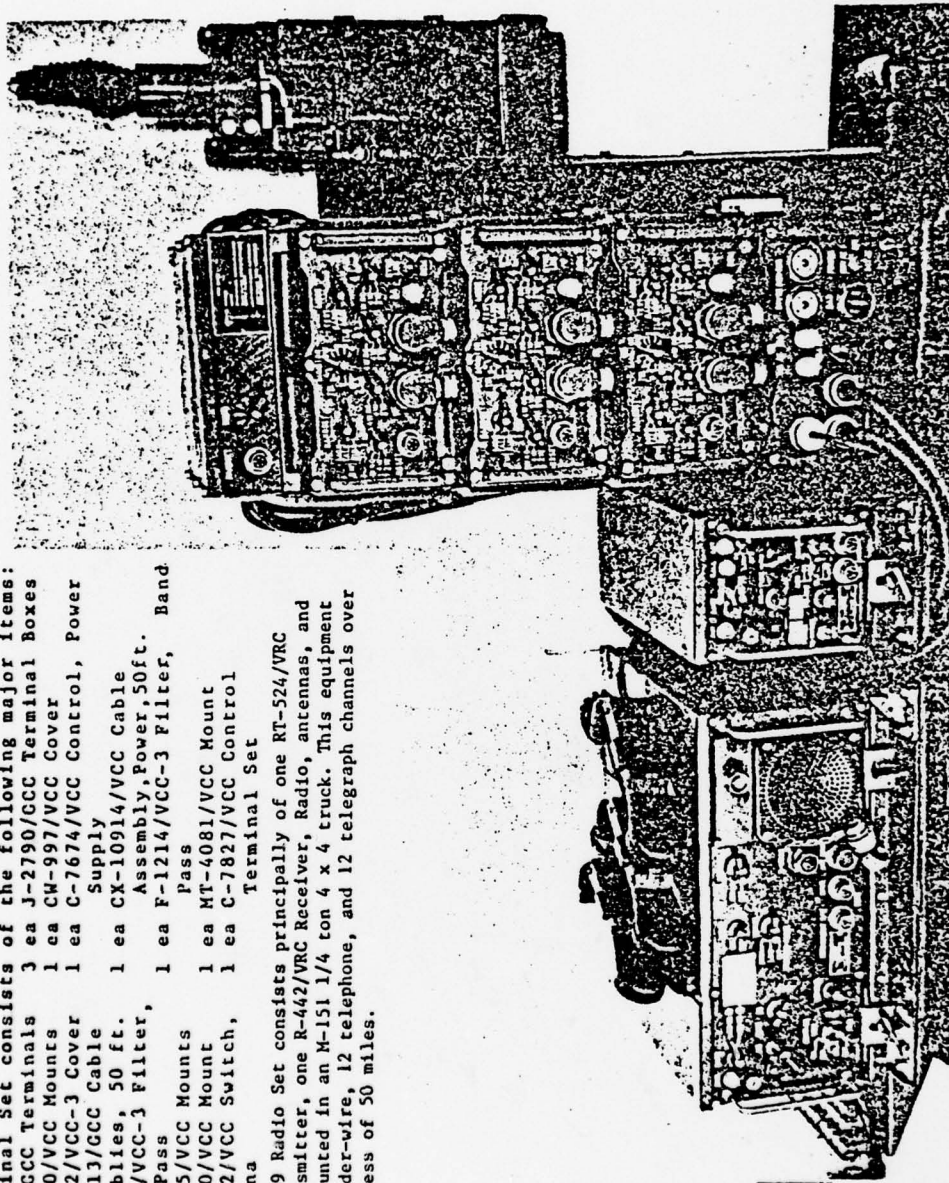 inal Set consists of the following major items:
GCC Terminals 3 ea J-2790/GCC Terminal Boxes
0/VCC Mounts 1 ea CW-997/VCC Cover
2/VCC-3 Cover 1 ea C-7674/VCC Control, Power
13/GCC Cable Supply
blies, 50 ft. 1 ea CX-10914/VCC Cable
/VCC-3 Filter, Assembly,Power,50ft.
Pass 1 ea F-1214/VCC-3 Filter, Band
5/VCC Mounts Pass
0/VCC Mount 1 ea MT-4081/VCC Mount
2/VCC Switch, 1 ea C-7827/VCC Control
na Terminal Set
9 Radio Set consists principally of one RT-524/VRC
smitter, one R-442/VRC Receiver, Radio, antennas, and
unted in an M-151 1/4 ton 4 x 4 truck. This equipment
der-wire, 12 telephone, and 12 telegraph channels over
ess of 50 miles.